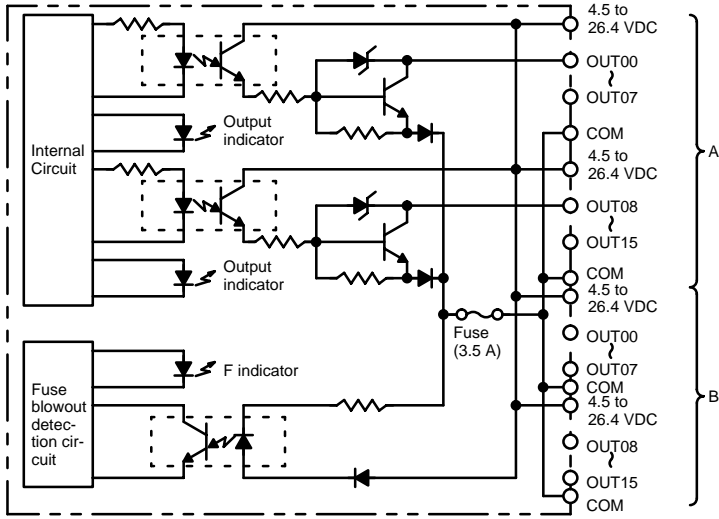 Internal
Circuit
Output
indicator
Output
indicator
Fuse
(3.5 A)
Fuse
blowout
detec-
tion cir-
cuit
F indicator
4.5 to
26.4 VDC
OUT00
OUT07
COM
4.5 to
26.4 VDC
OUT08
OUT15
COM
4.5 to
26.4 VDC
OUT00
OUT07
COM
4.5 to
26.4 VDC
OUT08
OUT15
COM
A
B